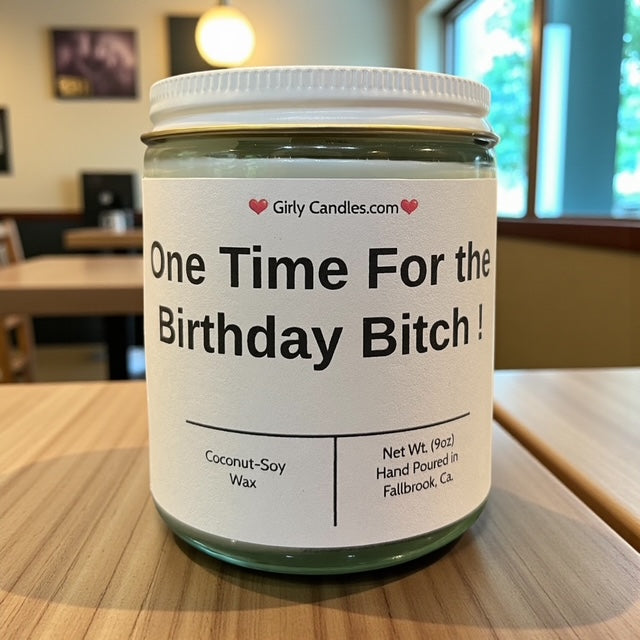 ❤ Girly Candles.com ❤
One Time For the
Birthday Bitch !
Coconut-Soy
Wax
Net Wt. (9oz)
Hand Poured in
Fallbrook, Ca.